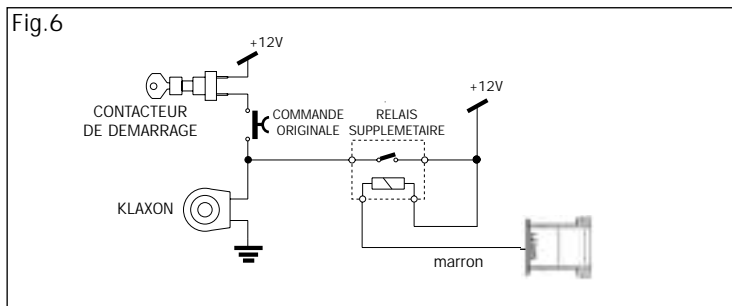 Fig.6
+12V
+12V
CONTACTEUR
DE DEMARRAGE
COMMANDE
ORIGINALE
RELAIS
SUPPLEMETAIRE
KLAXON
marron